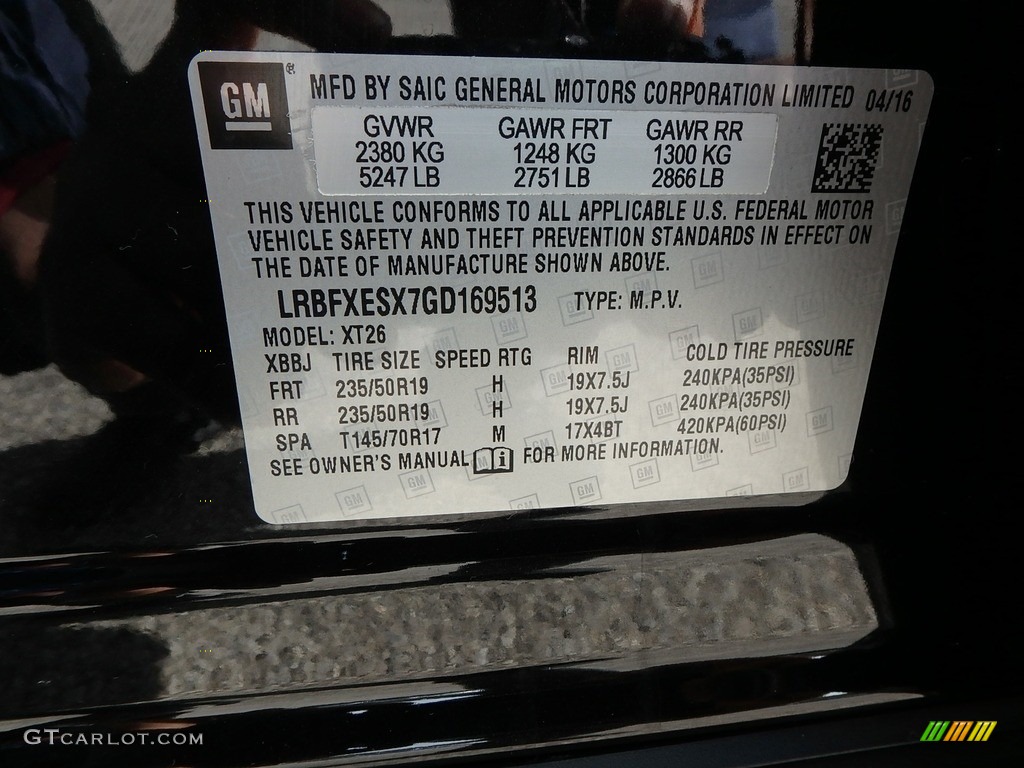 GM® MFD BY SAIC GENERAL MOTORS CORPORATION LIMITED 04/16
GVWR GAWR FRT GAWR RR
2380 KG 1248 KG 1300 KG
5247 LB 2751 LB 2866 LB
THIS VEHICLE CONFORMS TO ALL APPLICABLE U.S. FEDERAL MOTOR
VEHICLE SAFETY AND THEFT PREVENTION STANDARDS IN EFFECT ON
THE DATE OF MANUFACTURE SHOWN ABOVE.
LRBFXESX7GD169513 TYPE: M.P.V.
MODEL: XT26
XBBJ TIRE SIZE SPEED RTG RIM COLD TIRE PRESSURE
FRT 235/50R19 H 19X7.5J 240KPA(35PSI)
RR 235/50R19 H 19X7.5J 240KPA(35PSI)
SPA T145/70R17 M 17X4BT 420KPA(60PSI)
SEE OWNER'S MANUAL i FOR MORE INFORMATION.
GTCARLOT.COM